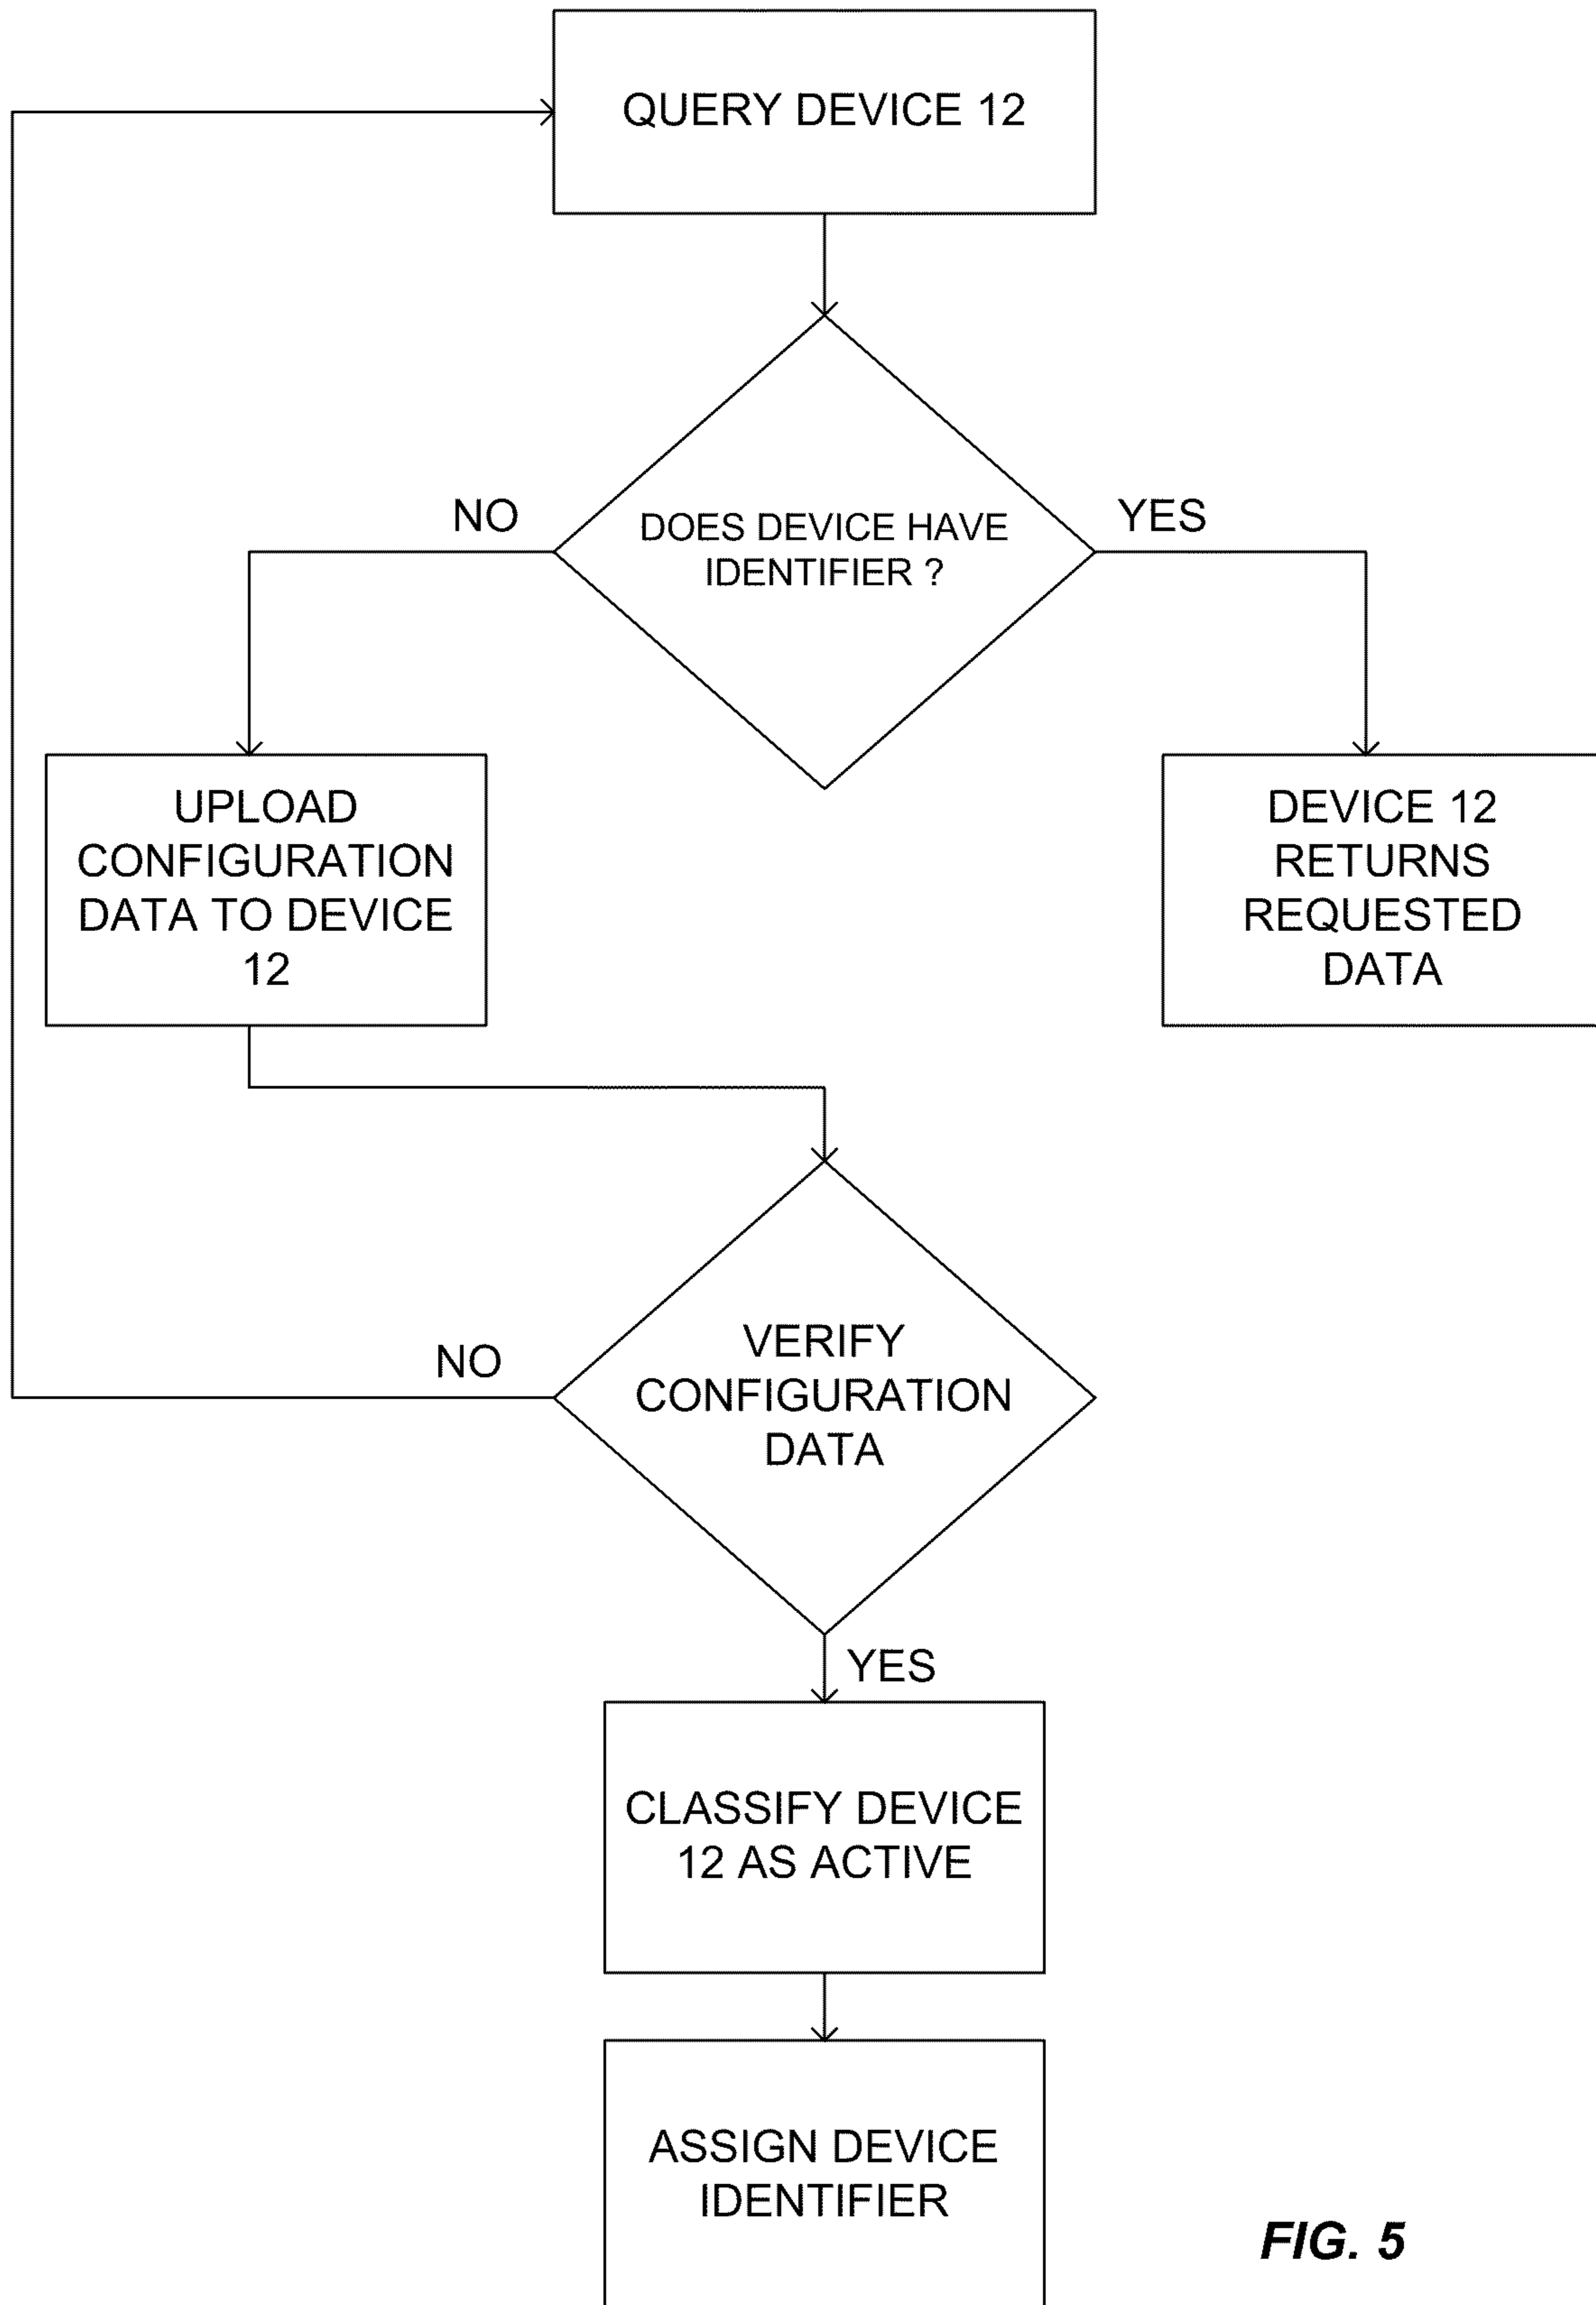 QUERY DEVICE 12
DOES DEVICE HAVE
IDENTIFIER ?
NO
YES
UPLOAD
CONFIGURATION
DATA TO DEVICE
12
DEVICE 12
RETURNS
REQUESTED
DATA
VERIFY
CONFIGURATION
DATA
NO
YES
CLASSIFY DEVICE
12 AS ACTIVE
ASSIGN DEVICE
IDENTIFIER
FIG. 5